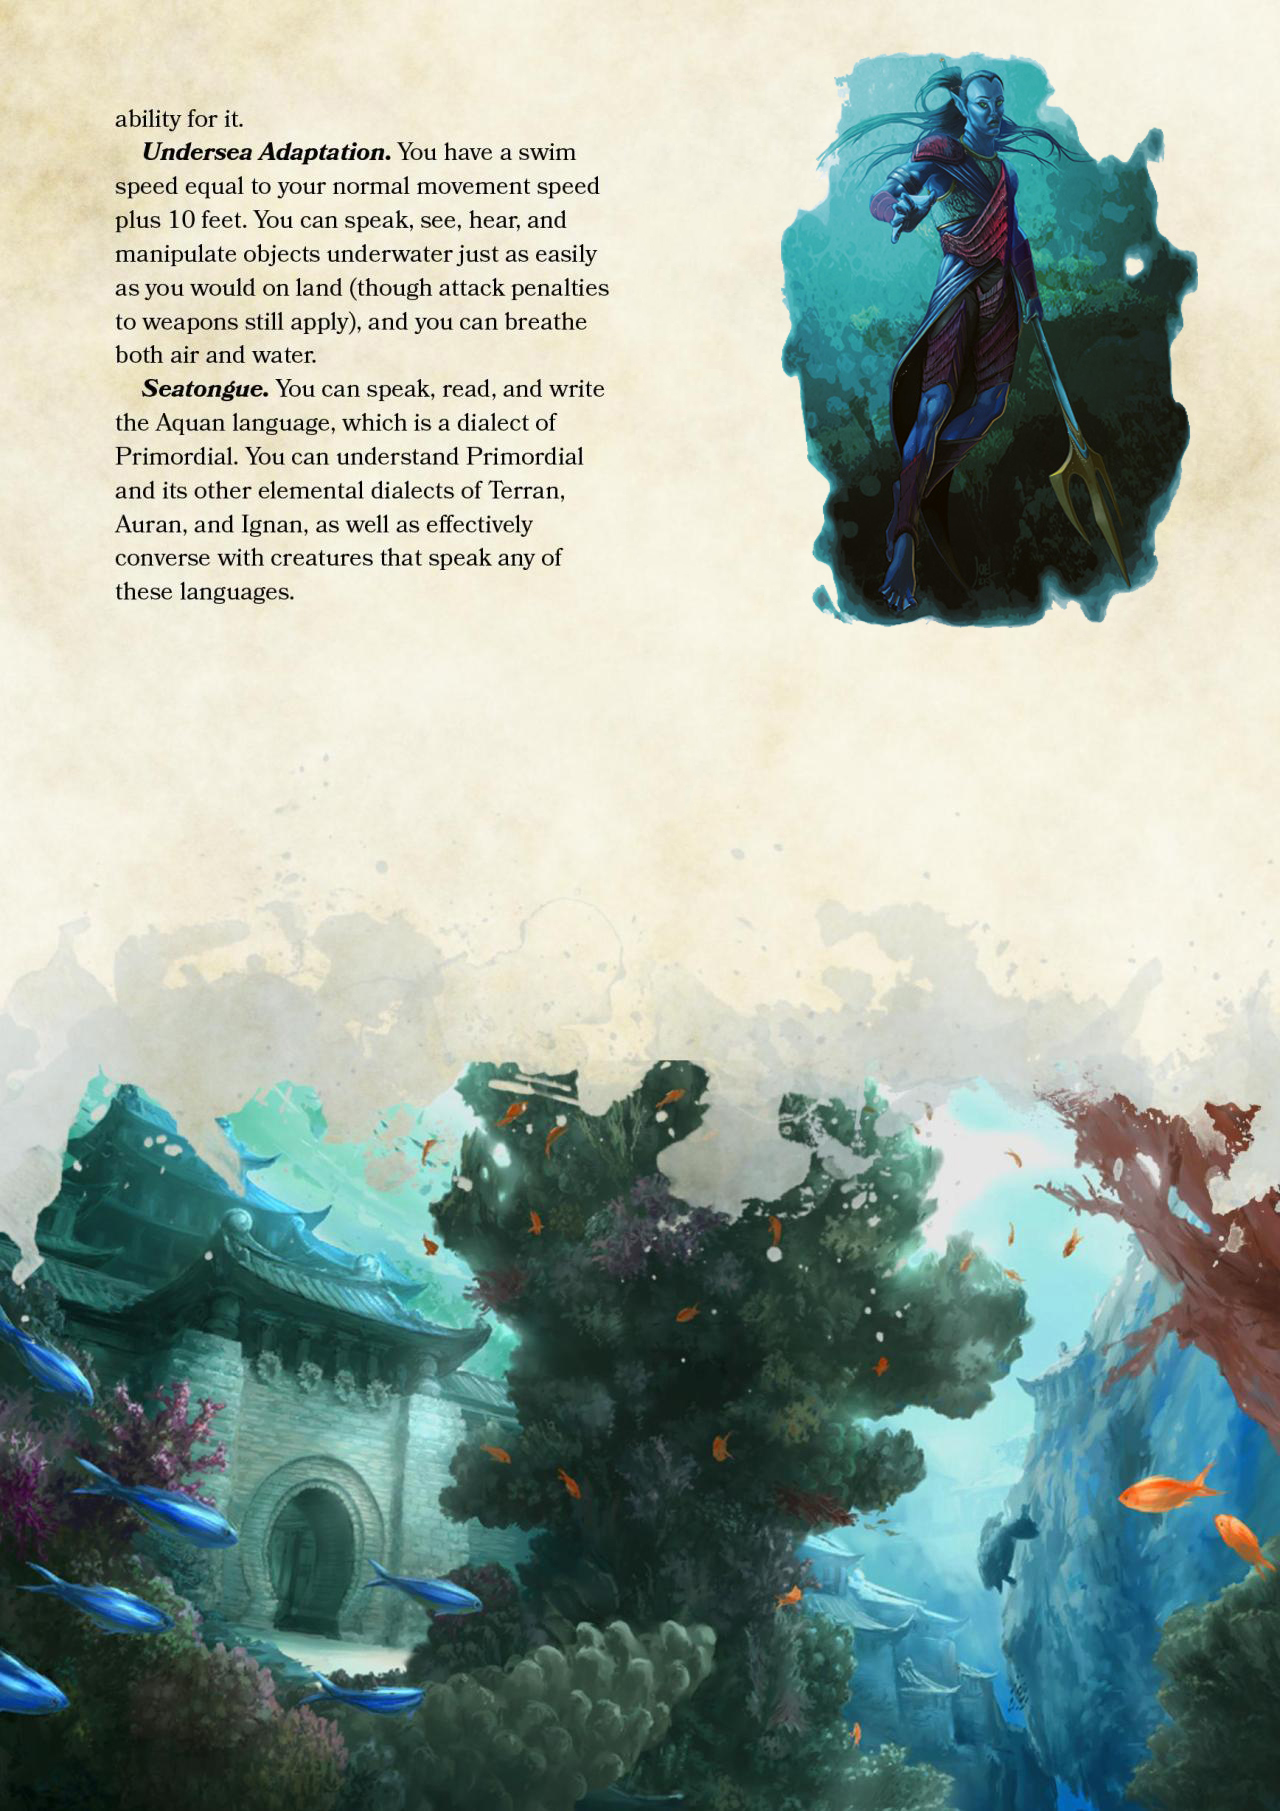 ability for it.
Undersea Adaptation. You have a swim
speed equal to your normal movement speed
plus 10 feet. You can speak, see, hear, and
manipulate objects underwater just as easily
as you would on land (though attack penalties
to weapons still apply), and you can breathe
both air and water.
Seatongue. You can speak, read, and write
the Aquan language, which is a dialect of
Primordial. You can understand Primordial
and its other elemental dialects of Terran,
Auran, and Ignan, as well as effectively
converse with creatures that speak any of
these languages.